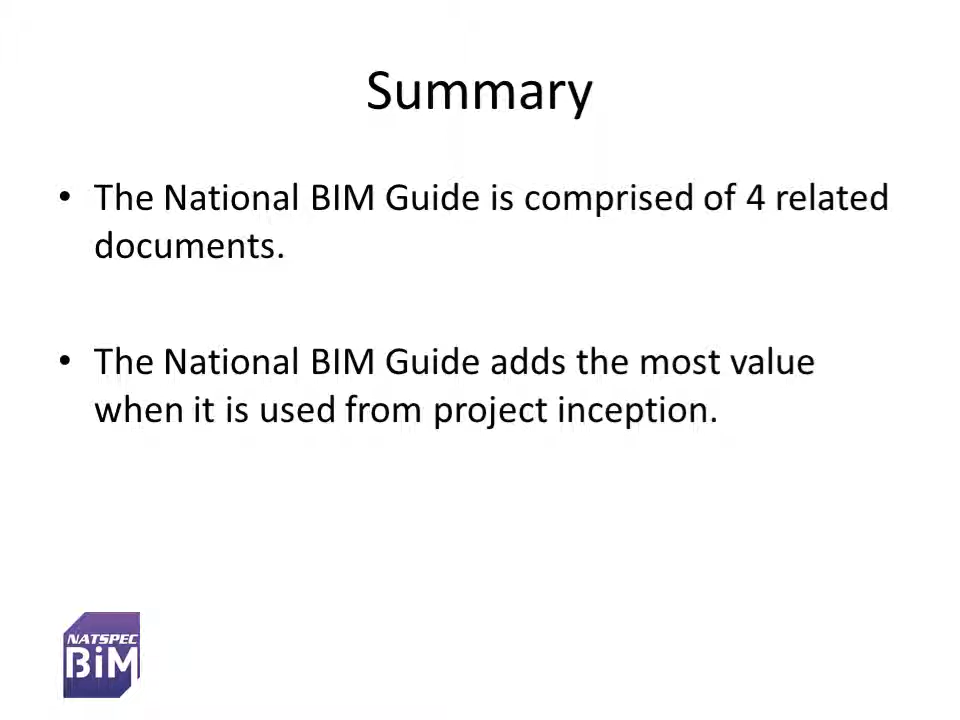 Summary
• The National BIM Guide is comprised of 4 related
documents.
• The National BIM Guide adds the most value
when it is used from project inception.
NATSPEC
BiM